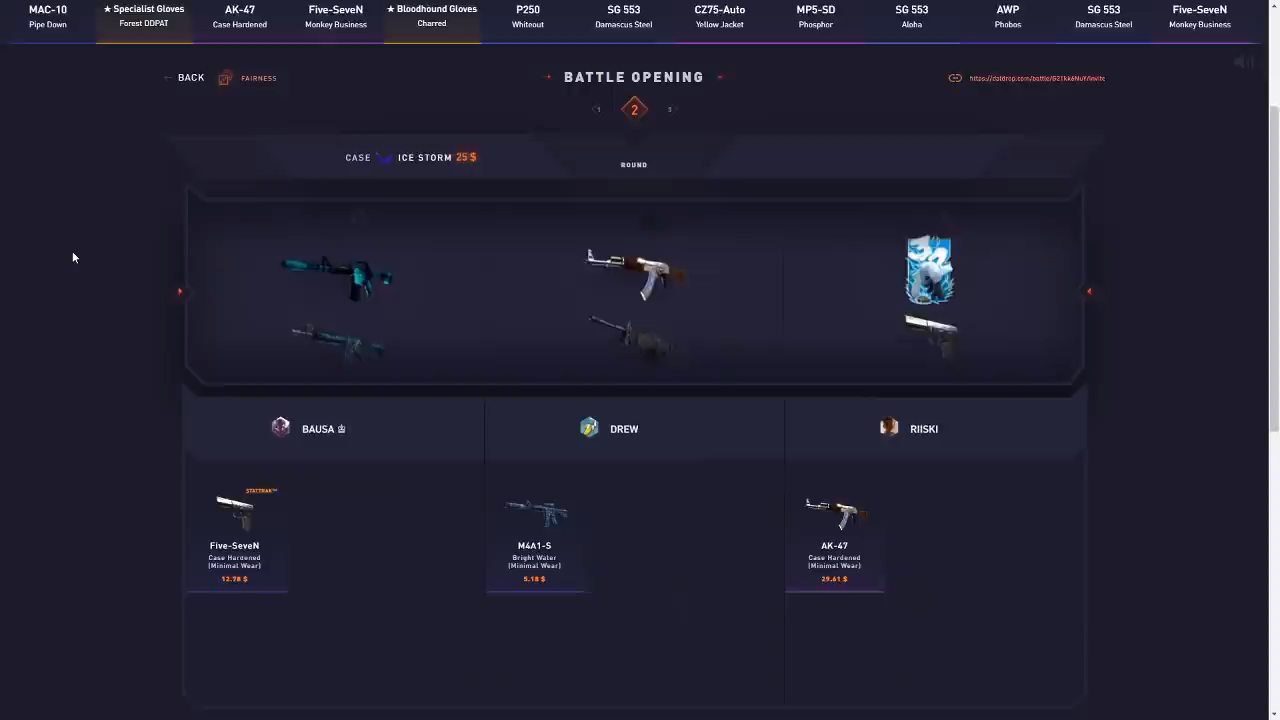 MAC-10 ★ Specialist Gloves AK-47 Five-SeveN ★ Bloodhound Gloves P250 SG 553 CZ75-Auto MP5-SD SG 553 AWP SG 553 Five-SeveN
Pipe Down Forest DDPAT Case Hardened Monkey Business Charred Whiteout Damascus Steel Yellow Jacket Phosphor Aloha Phobos Damascus Steel Monkey Business
← BACK FAIRNESS BATTLE OPENING
1 2 3
CASE ICE STORM 25 $
ROUND
BAUSA DREW RIISKI
STATTRAK™
Five-SeveN M4A1-S AK-47
Case Hardened Bright Water Case Hardened
(Minimal Wear) (Minimal Wear) (Minimal Wear)
12.78 $ 5.18 $ 29.61 $